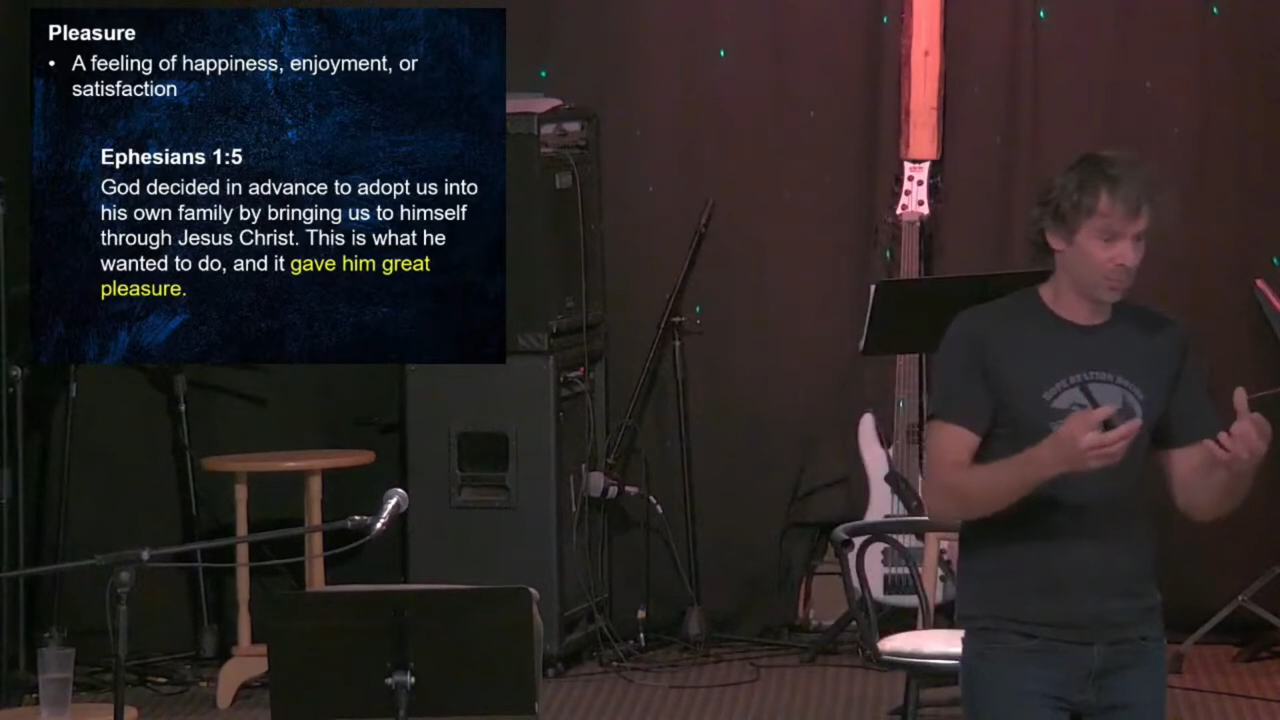 Pleasure
• A feeling of happiness, enjoyment, or
satisfaction
Ephesians 1:5
God decided in advance to adopt us into
his own family by bringing us to himself
through Jesus Christ. This is what he
wanted to do, and it gave him great
pleasure.